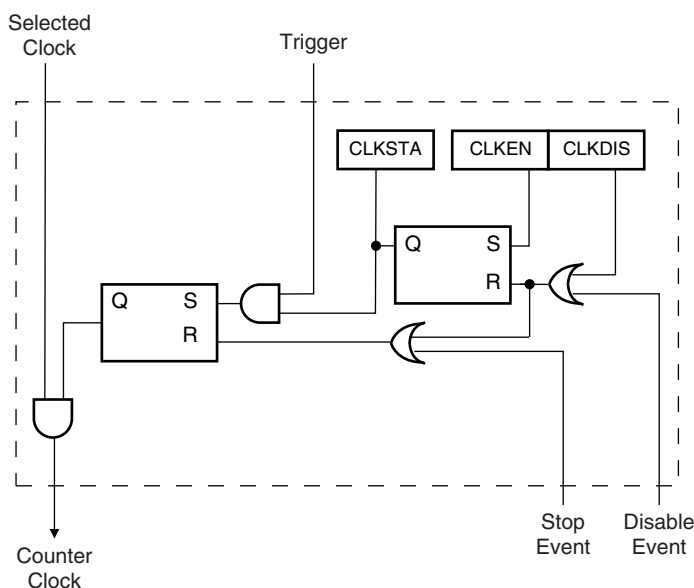 Selected
Clock
Trigger
CLKSTA
CLKEN
CLKDIS
Q
S
R
Q
S
R
Stop
Event
Disable
Event
Counter
Clock